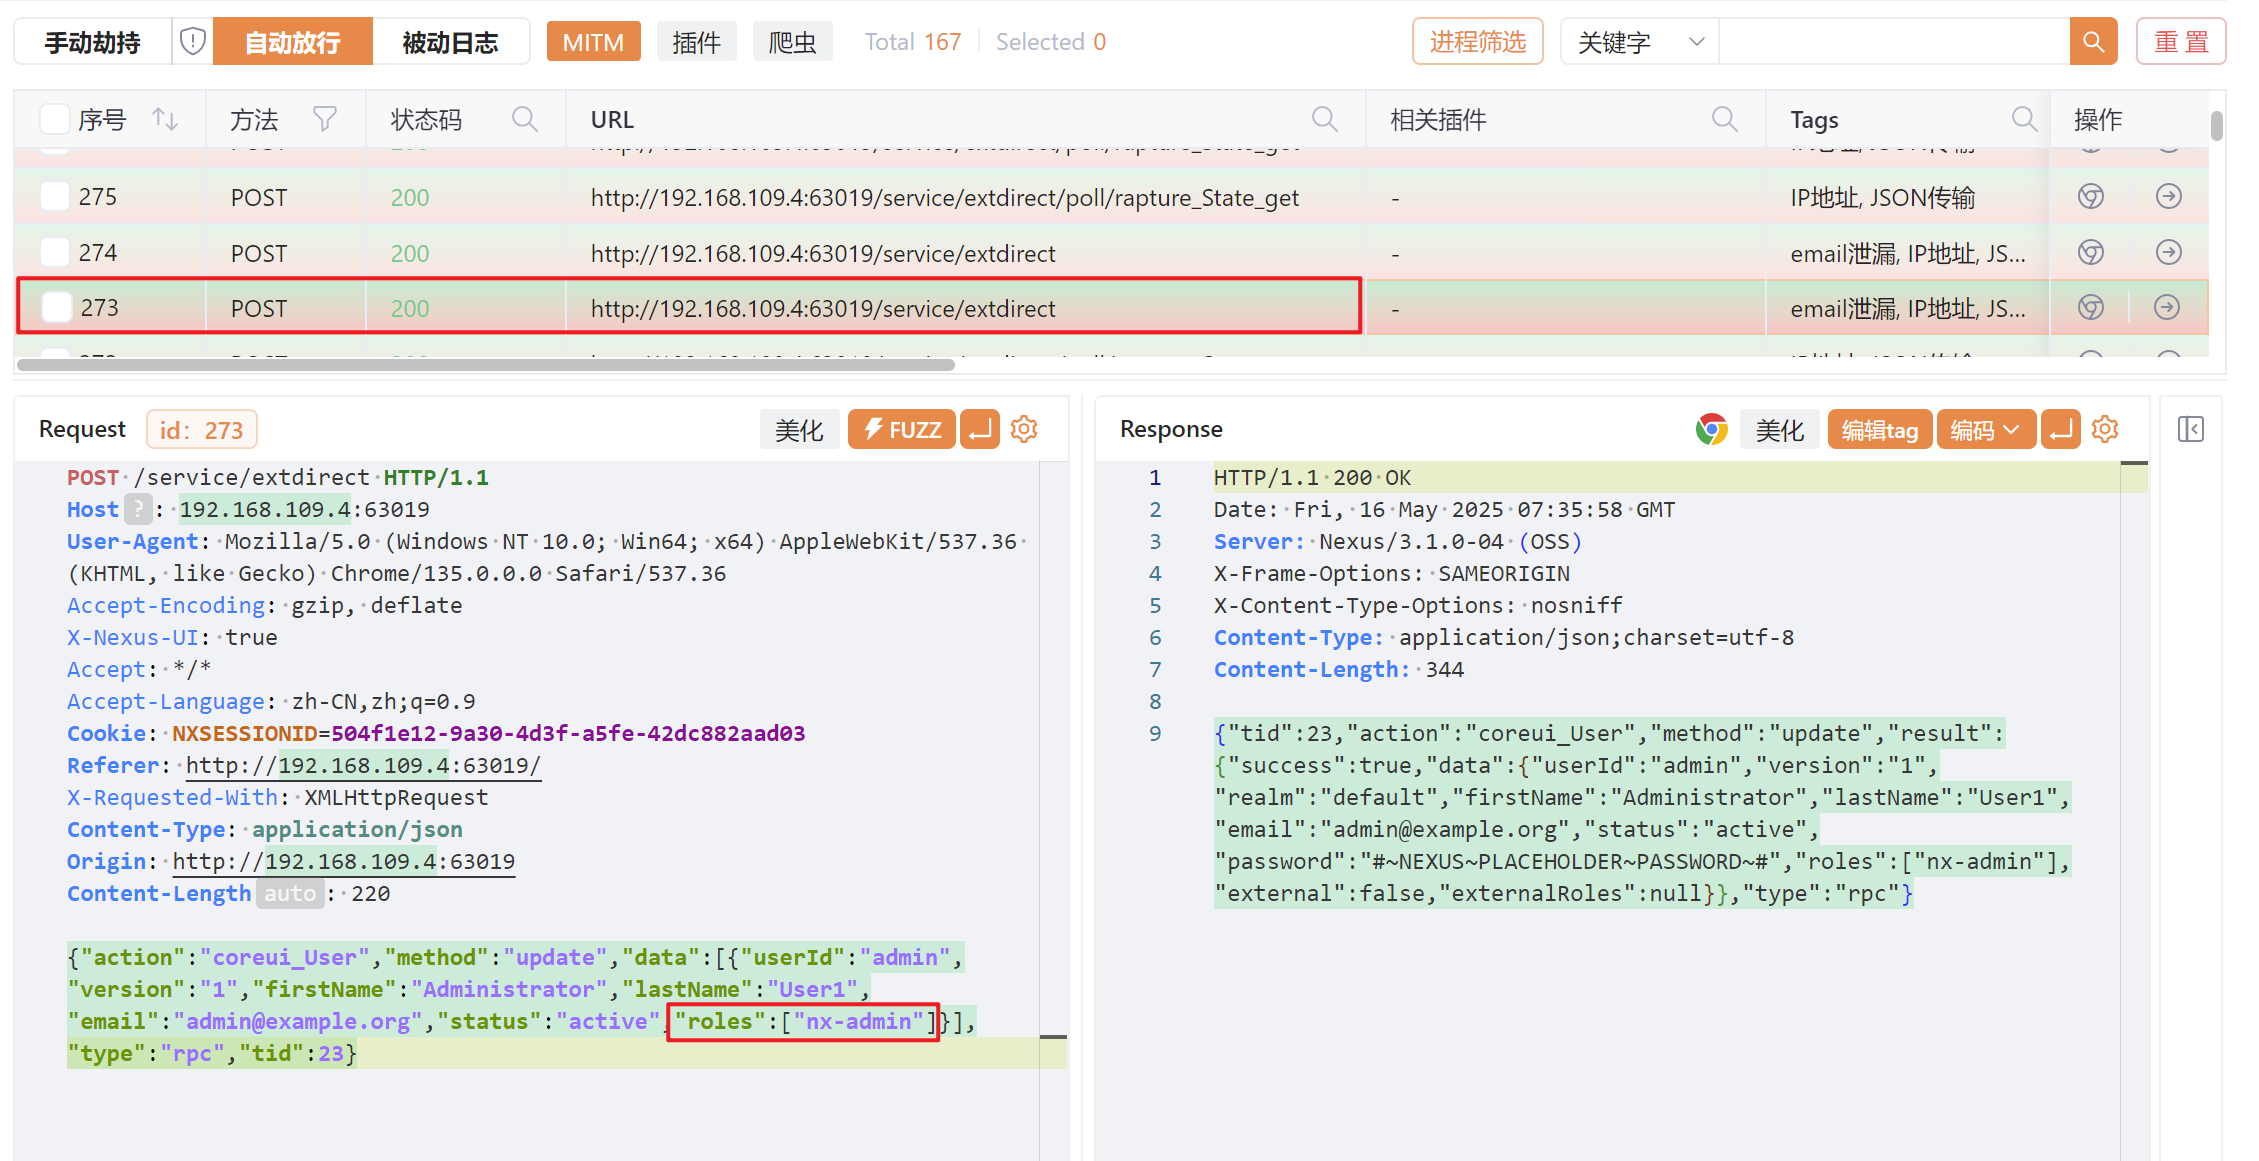 手动劫持 自动放行 被动日志 MITM 插件 爬虫 Total 167 Selected 0 进程筛选 关键字 重 置
序号 方法 状态码 URL 相关插件 Tags 操作
275 POST 200 http://192.168.109.4:63019/service/extdirect/poll/rapture_State_get - IP地址, JSON传输
274 POST 200 http://192.168.109.4:63019/service/extdirect - email泄漏, IP地址, JS...
273 POST 200 http://192.168.109.4:63019/service/extdirect - email泄漏, IP地址, JS...
Request id: 273 美化 FUZZ
POST /service/extdirect HTTP/1.1
Host ? : 192.168.109.4:63019
User-Agent: Mozilla/5.0 (Windows NT 10.0; Win64; x64) AppleWebKit/537.36
(KHTML, like Gecko) Chrome/135.0.0.0 Safari/537.36
Accept-Encoding: gzip, deflate
X-Nexus-UI: true
Accept: */*
Accept-Language: zh-CN,zh;q=0.9
Cookie: NXSESSIONID=504f1e12-9a30-4d3f-a5fe-42dc882aad03
Referer: http://192.168.109.4:63019/
X-Requested-With: XMLHttpRequest
Content-Type: application/json
Origin: http://192.168.109.4:63019
Content-Length auto : 220
{"action":"coreui_User","method":"update","data":[{"userId":"admin",
"version":"1","firstName":"Administrator","lastName":"User1",
"email":"admin@example.org","status":"active","roles":["nx-admin"]}],
"type":"rpc","tid":23}
Response 美化 编辑tag 编码
1 HTTP/1.1 200 OK
2 Date: Fri, 16 May 2025 07:35:58 GMT
3 Server: Nexus/3.1.0-04 (OSS)
4 X-Frame-Options: SAMEORIGIN
5 X-Content-Type-Options: nosniff
6 Content-Type: application/json;charset=utf-8
7 Content-Length: 344
8
9 {"tid":23,"action":"coreui_User","method":"update","result":
{"success":true,"data":{"userId":"admin","version":"1",
"realm":"default","firstName":"Administrator","lastName":"User1",
"email":"admin@example.org","status":"active",
"password":"#~NEXUS~PLACEHOLDER~PASSWORD~#","roles":["nx-admin"],
"external":false,"externalRoles":null}},"type":"rpc"}